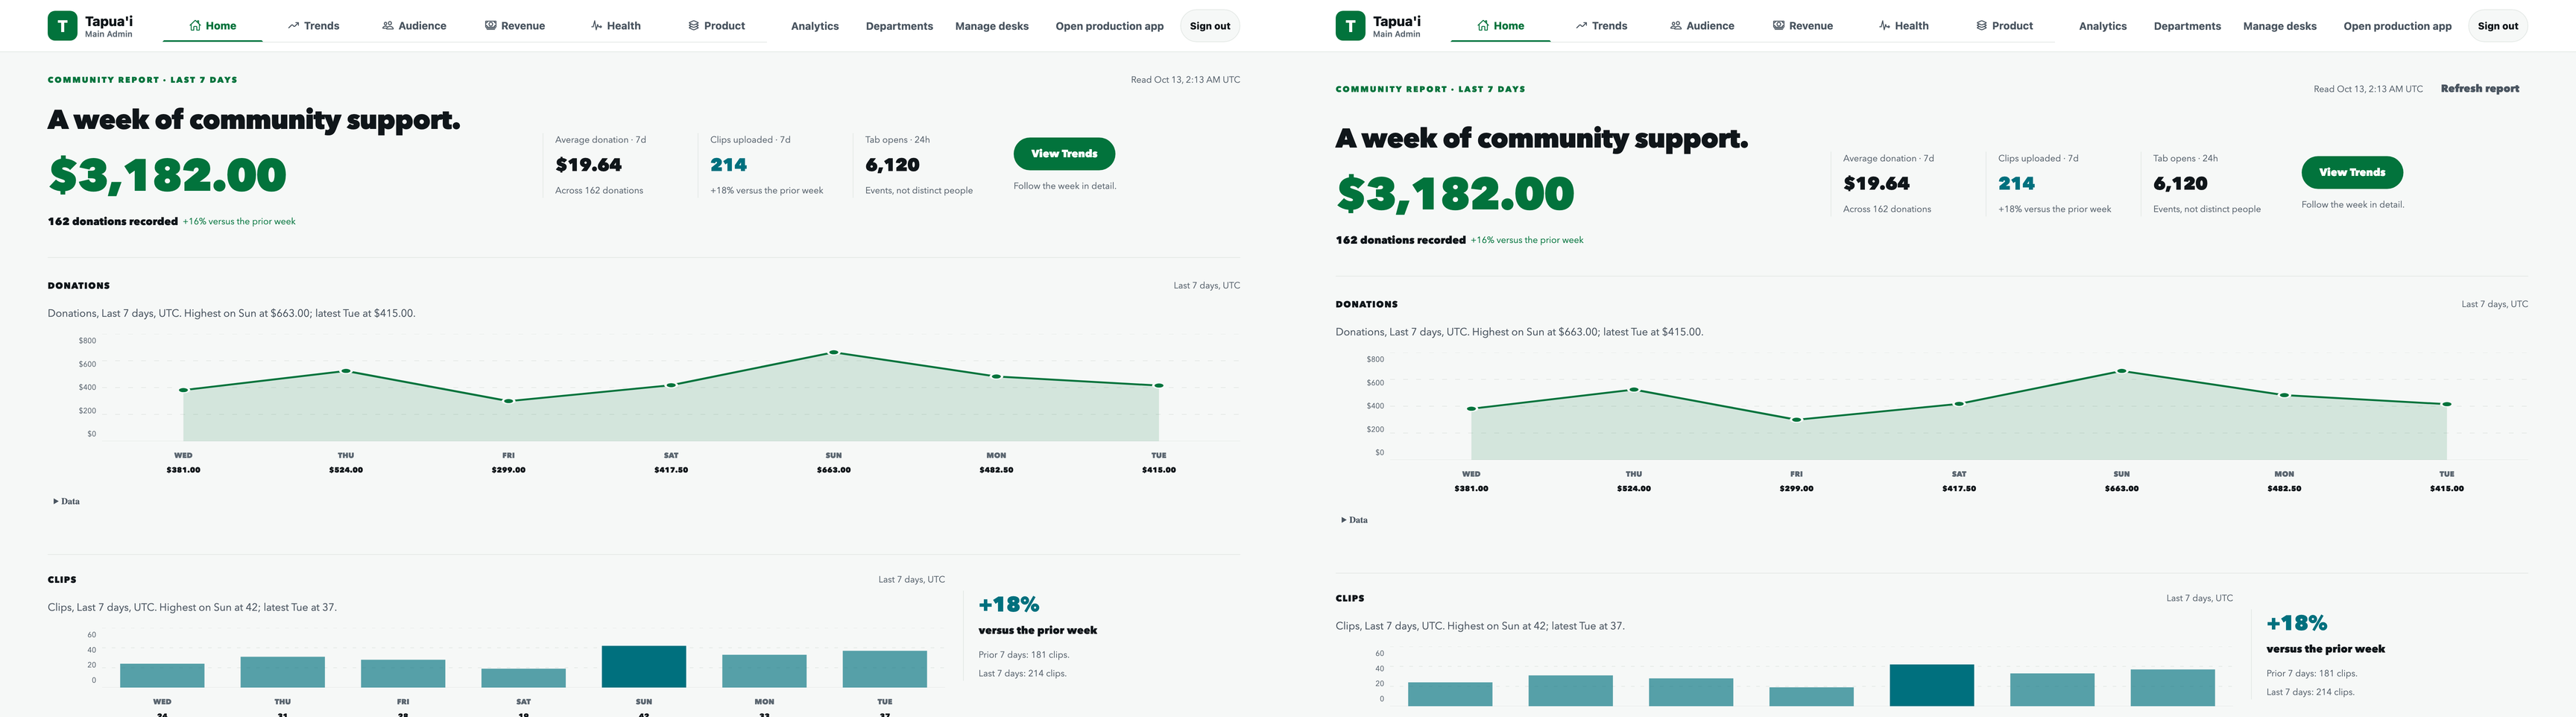 T Tapua'i Main Admin Home Trends Audience Revenue Health Product Analytics Departments Manage desks Open production app Sign out
COMMUNITY REPORT · LAST 7 DAYS Read Oct 13, 2:13 AM UTC
A week of community support.
$3,182.00
162 donations recorded +16% versus the prior week
Average donation · 7d
$19.64
Across 162 donations
Clips uploaded · 7d
214
+18% versus the prior week
Tab opens · 24h
6,120
Events, not distinct people
View Trends
Follow the week in detail.
DONATIONS Last 7 days, UTC
Donations, Last 7 days, UTC. Highest on Sun at $663.00; latest Tue at $415.00.
$800
$600
$400
$200
$0
WED THU FRI SAT SUN MON TUE
$381.00 $524.00 $299.00 $417.50 $663.00 $482.50 $415.00
Data
CLIPS Last 7 days, UTC
Clips, Last 7 days, UTC. Highest on Sun at 42; latest Tue at 37.
60
40
20
0
WED THU FRI SAT SUN MON TUE
24 31 28 19 42 33 37
+18%
versus the prior week
Prior 7 days: 181 clips.
Last 7 days: 214 clips.
T Tapua'i Main Admin Home Trends Audience Revenue Health Product Analytics Departments Manage desks Open production app Sign out
COMMUNITY REPORT · LAST 7 DAYS Read Oct 13, 2:13 AM UTC Refresh report
A week of community support.
$3,182.00
162 donations recorded +16% versus the prior week
Average donation · 7d
$19.64
Across 162 donations
Clips uploaded · 7d
214
+18% versus the prior week
Tab opens · 24h
6,120
Events, not distinct people
View Trends
Follow the week in detail.
DONATIONS Last 7 days, UTC
Donations, Last 7 days, UTC. Highest on Sun at $663.00; latest Tue at $415.00.
$800
$600
$400
$200
$0
WED THU FRI SAT SUN MON TUE
$381.00 $524.00 $299.00 $417.50 $663.00 $482.50 $415.00
Data
CLIPS Last 7 days, UTC
Clips, Last 7 days, UTC. Highest on Sun at 42; latest Tue at 37.
60
40
20
0
+18%
versus the prior week
Prior 7 days: 181 clips.
Last 7 days: 214 clips.